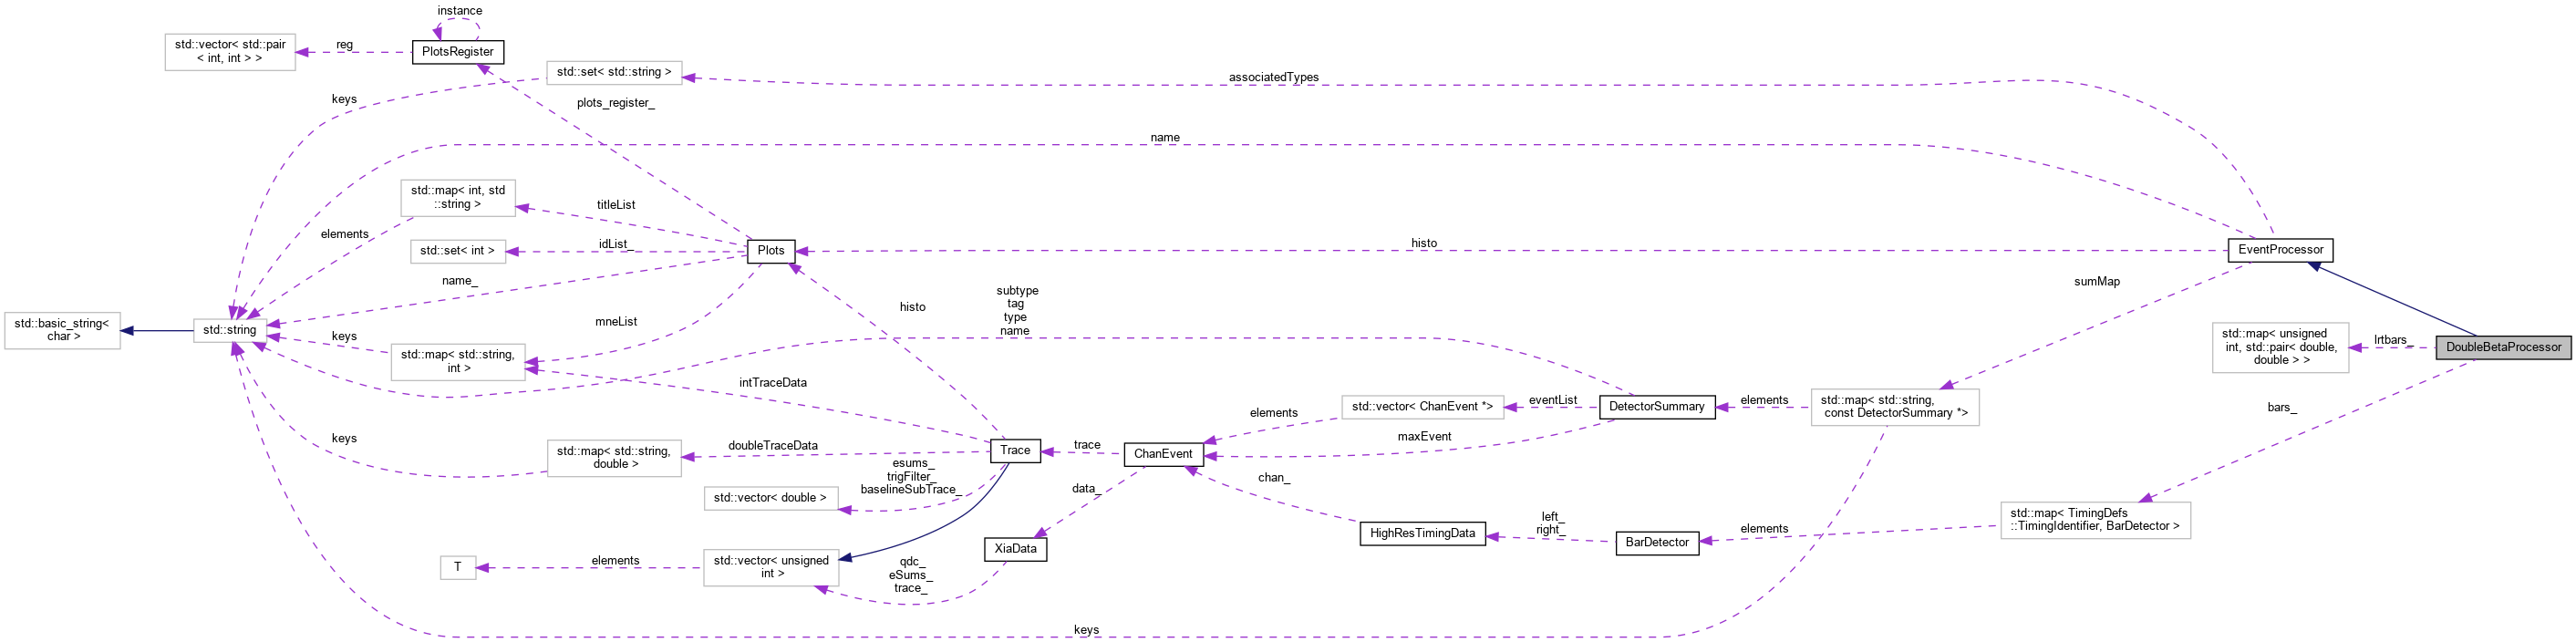 instance
std::vector< std::pair
< int, int > >
reg
PlotsRegister
std::set< std::string >
associatedTypes
keys
plots_register_
name
std::map< int, std
::string >
titleList
elements
std::set< int >
idList_
Plots
histo
EventProcessor
name_
sumMap
subtype
tag
type
name
histo
mneList
std::basic_string<
char >
std::string
keys
std::map< std::string,
int >
std::map< unsigned
int, std::pair< double,
double > >
lrtbars_
DoubleBetaProcessor
intTraceData
std::vector< ChanEvent *>
eventList
DetectorSummary
elements
std::map< std::string,
const DetectorSummary *>
bars_
elements
maxEvent
keys
std::map< std::string,
double >
doubleTraceData
Trace
trace
ChanEvent
esums_
trigFilter_
baselineSubTrace_
std::vector< double >
data_
chan_
std::map< TimingDefs
::TimingIdentifier, BarDetector >
left_
right_
elements
HighResTimingData
BarDetector
XiaData
T
elements
std::vector< unsigned
int >
qdc_
eSums_
trace_
keys